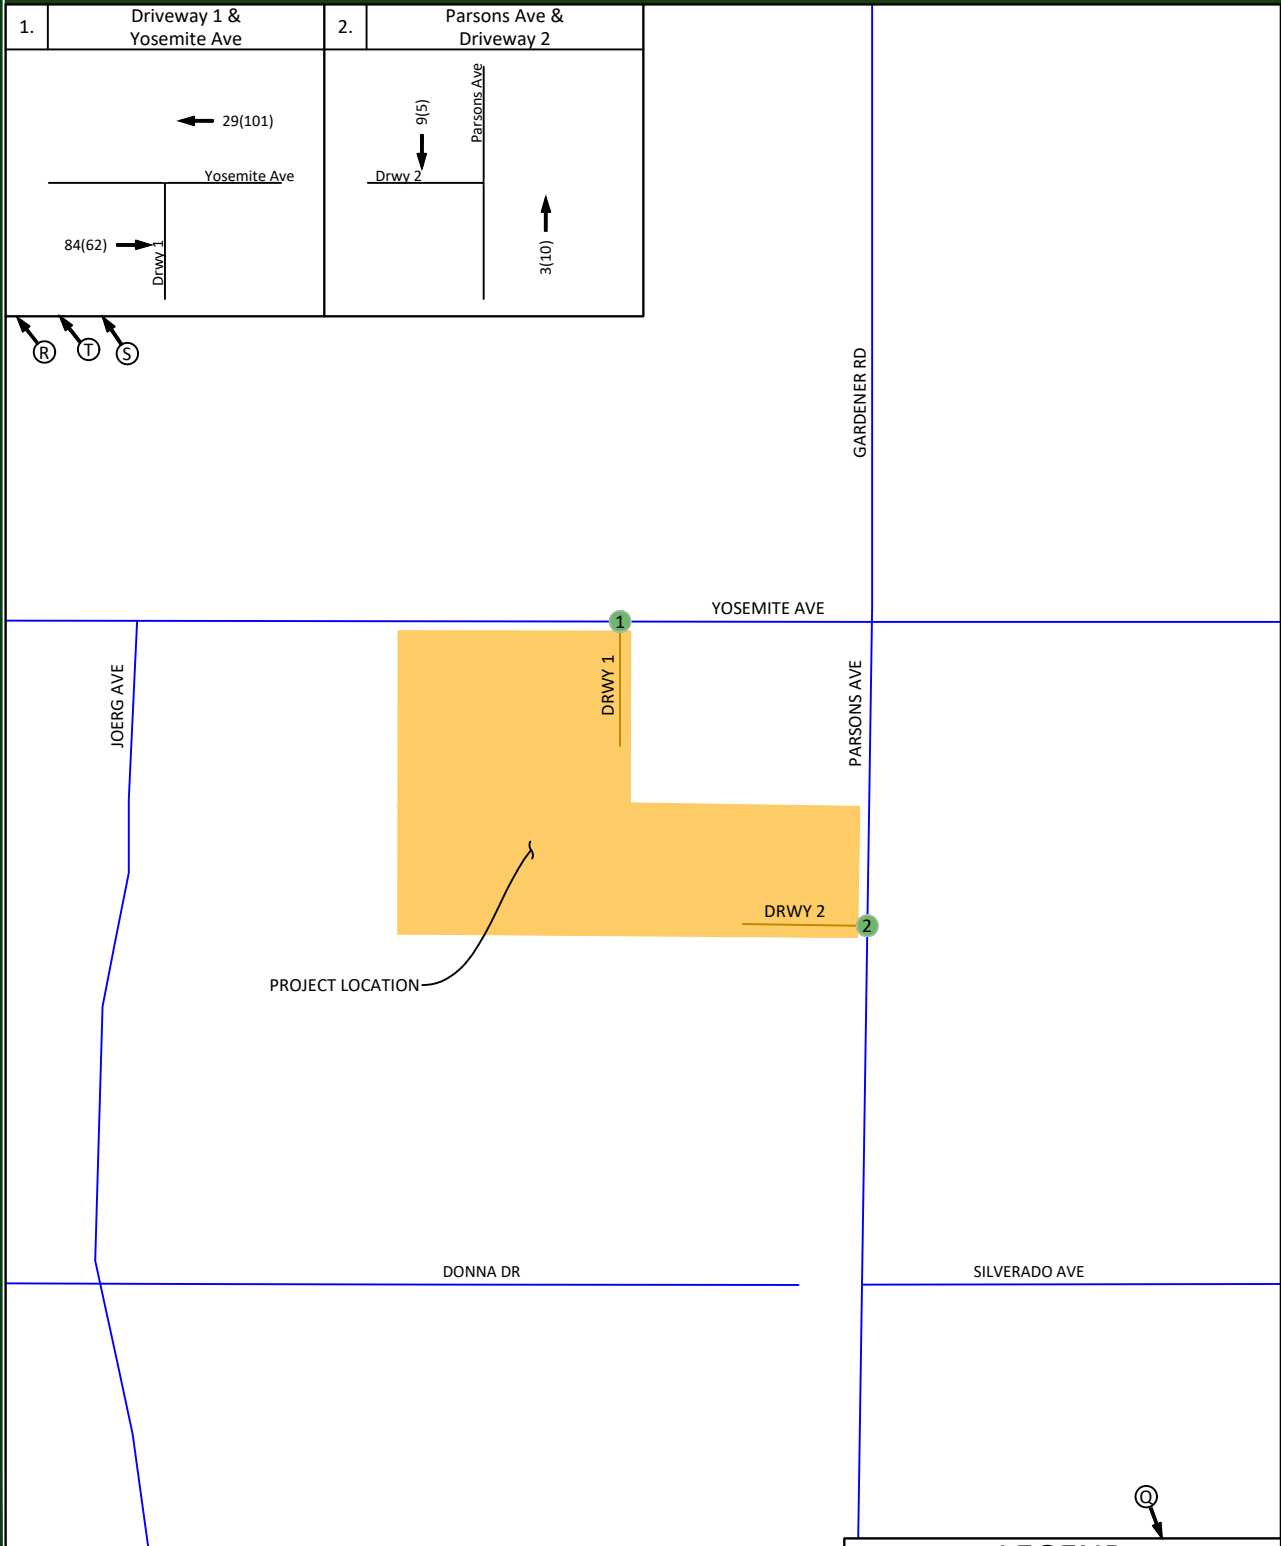 1.
Driveway 1 &
Yosemite Ave
2.
Parsons Ave &
Driveway 2
29(101)
Yosemite Ave
84(62)
Drwy 1
9(5)
Parsons Ave
Drwy 2
3(10)
R
T
S
GARDENER RD
YOSEMITE AVE
1
JOERG AVE
DRWY 1
PARSONS AVE
DRWY 2
2
PROJECT LOCATION
DONNA DR
SILVERADO AVE
Q
LEGEND